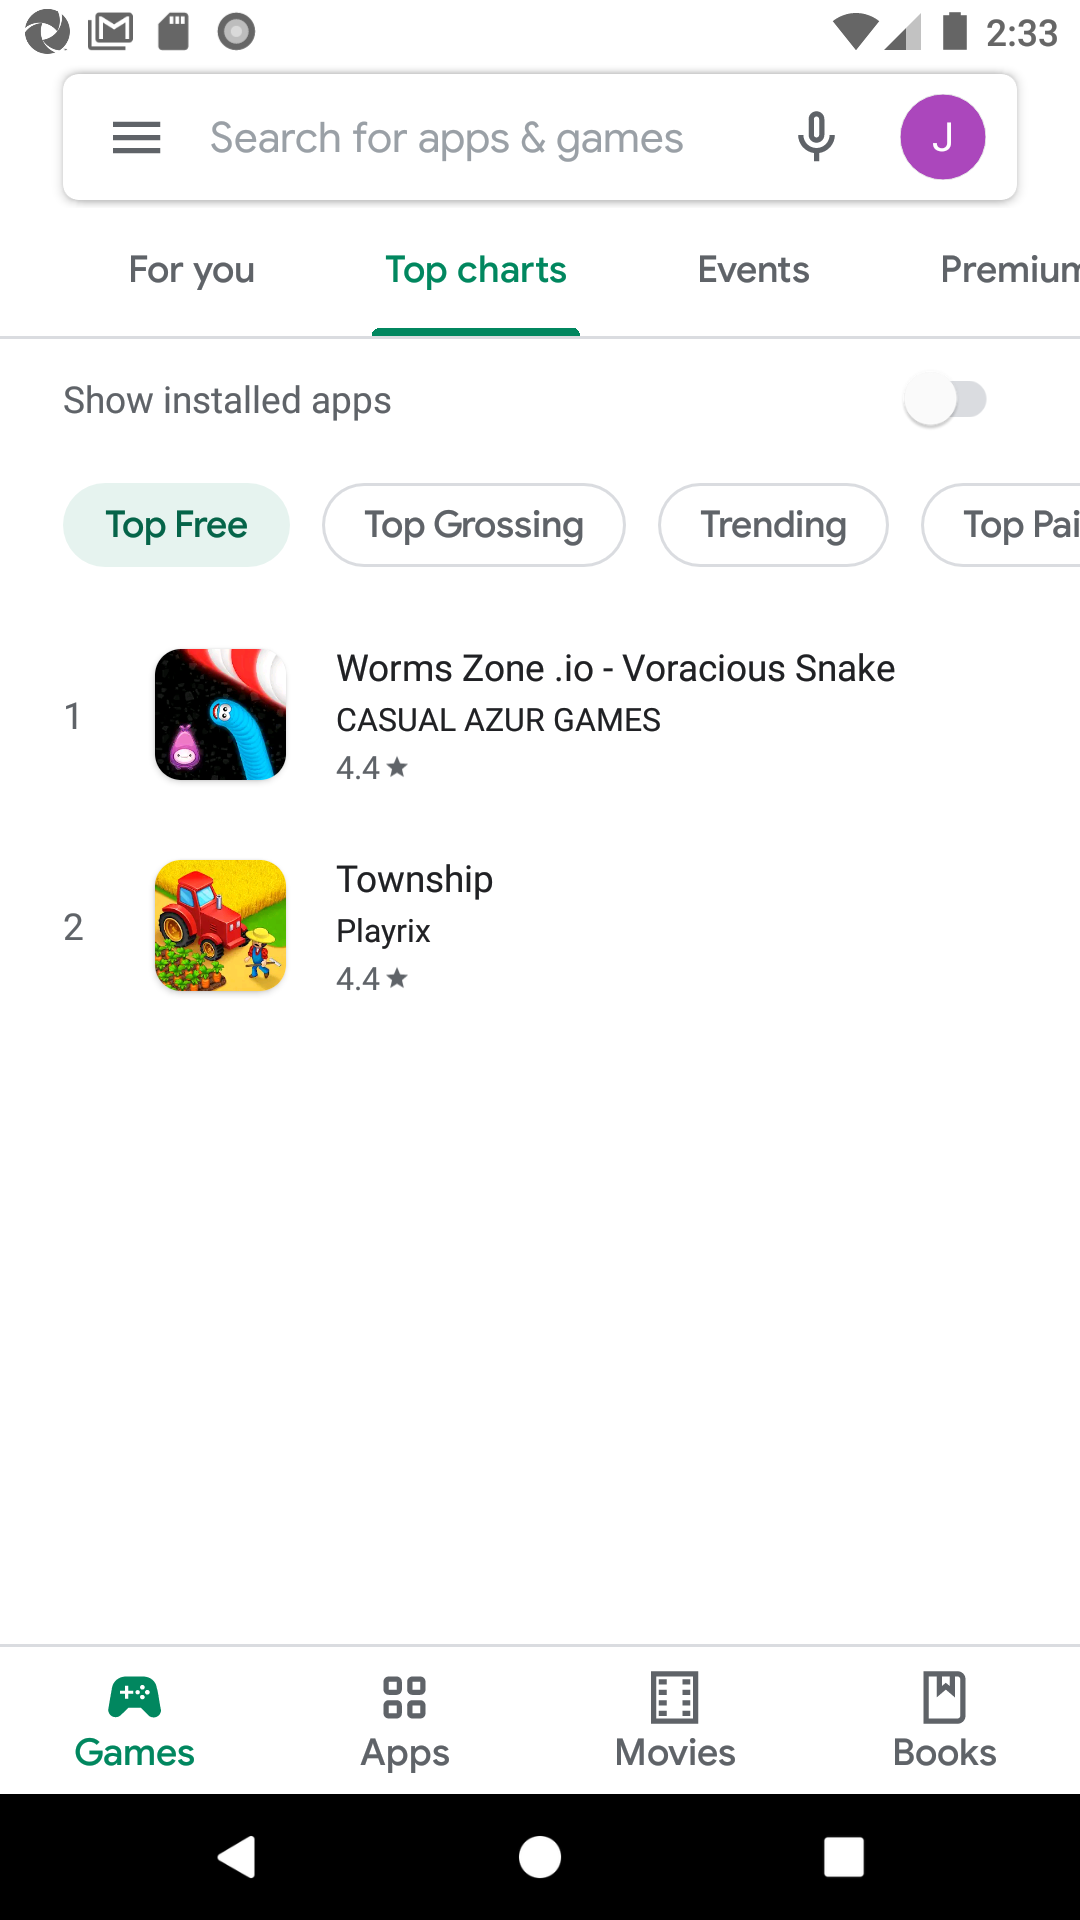 2:33
Search for apps & games
J
For you
Top charts
Events
Premium
Show installed apps
Top Free
Top Grossing
Trending
Top Pai
1
Worms Zone .io - Voracious Snake
CASUAL AZUR GAMES
4.4★
2
Township
Playrix
4.4★
Games
Apps
Movies
Books